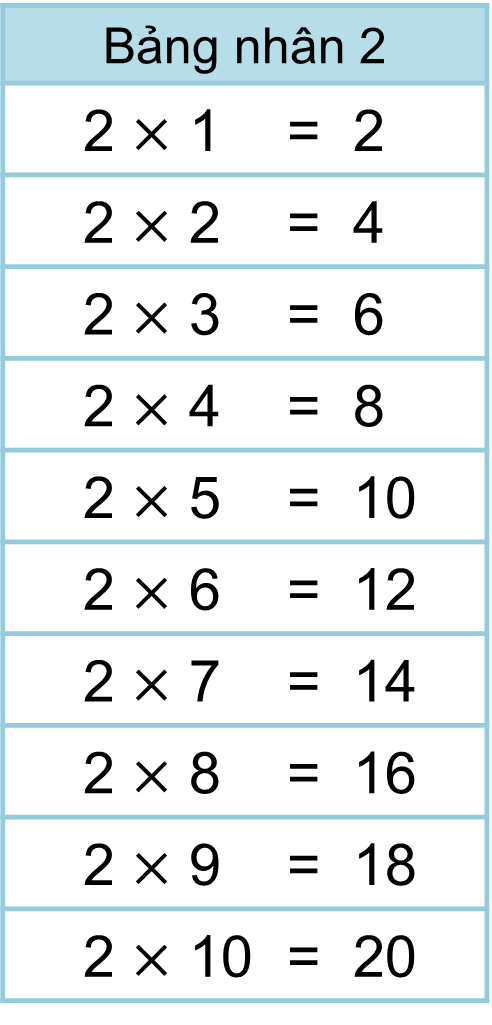 Bảng nhân 2
2 × 1 = 2
2 × 2 = 4
2 × 3 = 6
2 × 4 = 8
2 × 5 = 10
2 × 6 = 12
2 × 7 = 14
2 × 8 = 16
2 × 9 = 18
2 × 10 = 20